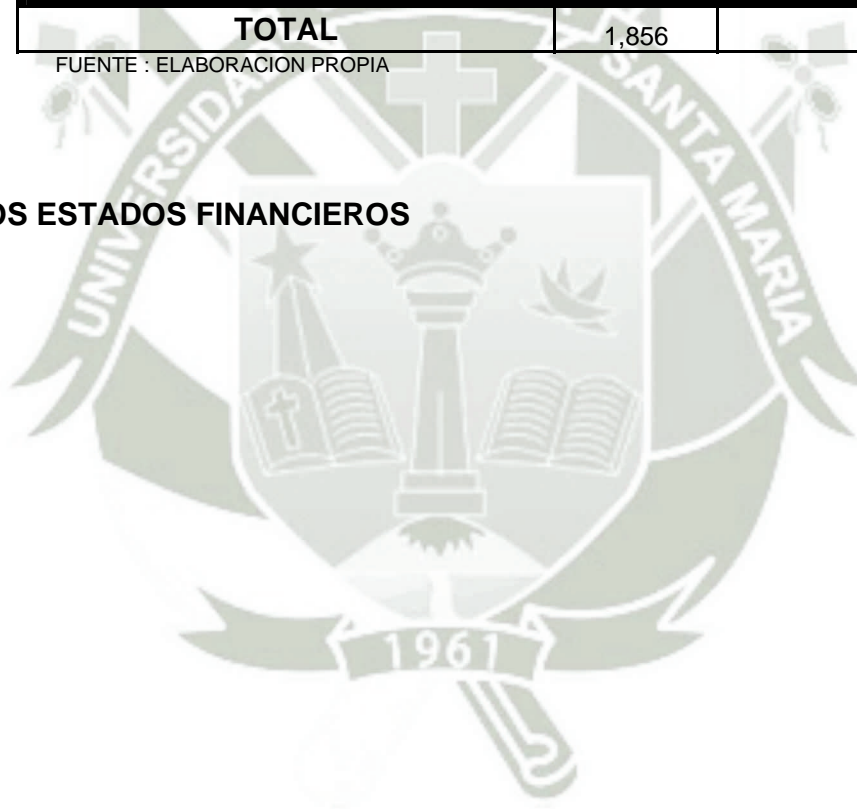 TOTAL 1,856
FUENTE : ELABORACION PROPIA
OS ESTADOS FINANCIEROS
UNIVERSIDAD
SANTA MARIA
1961